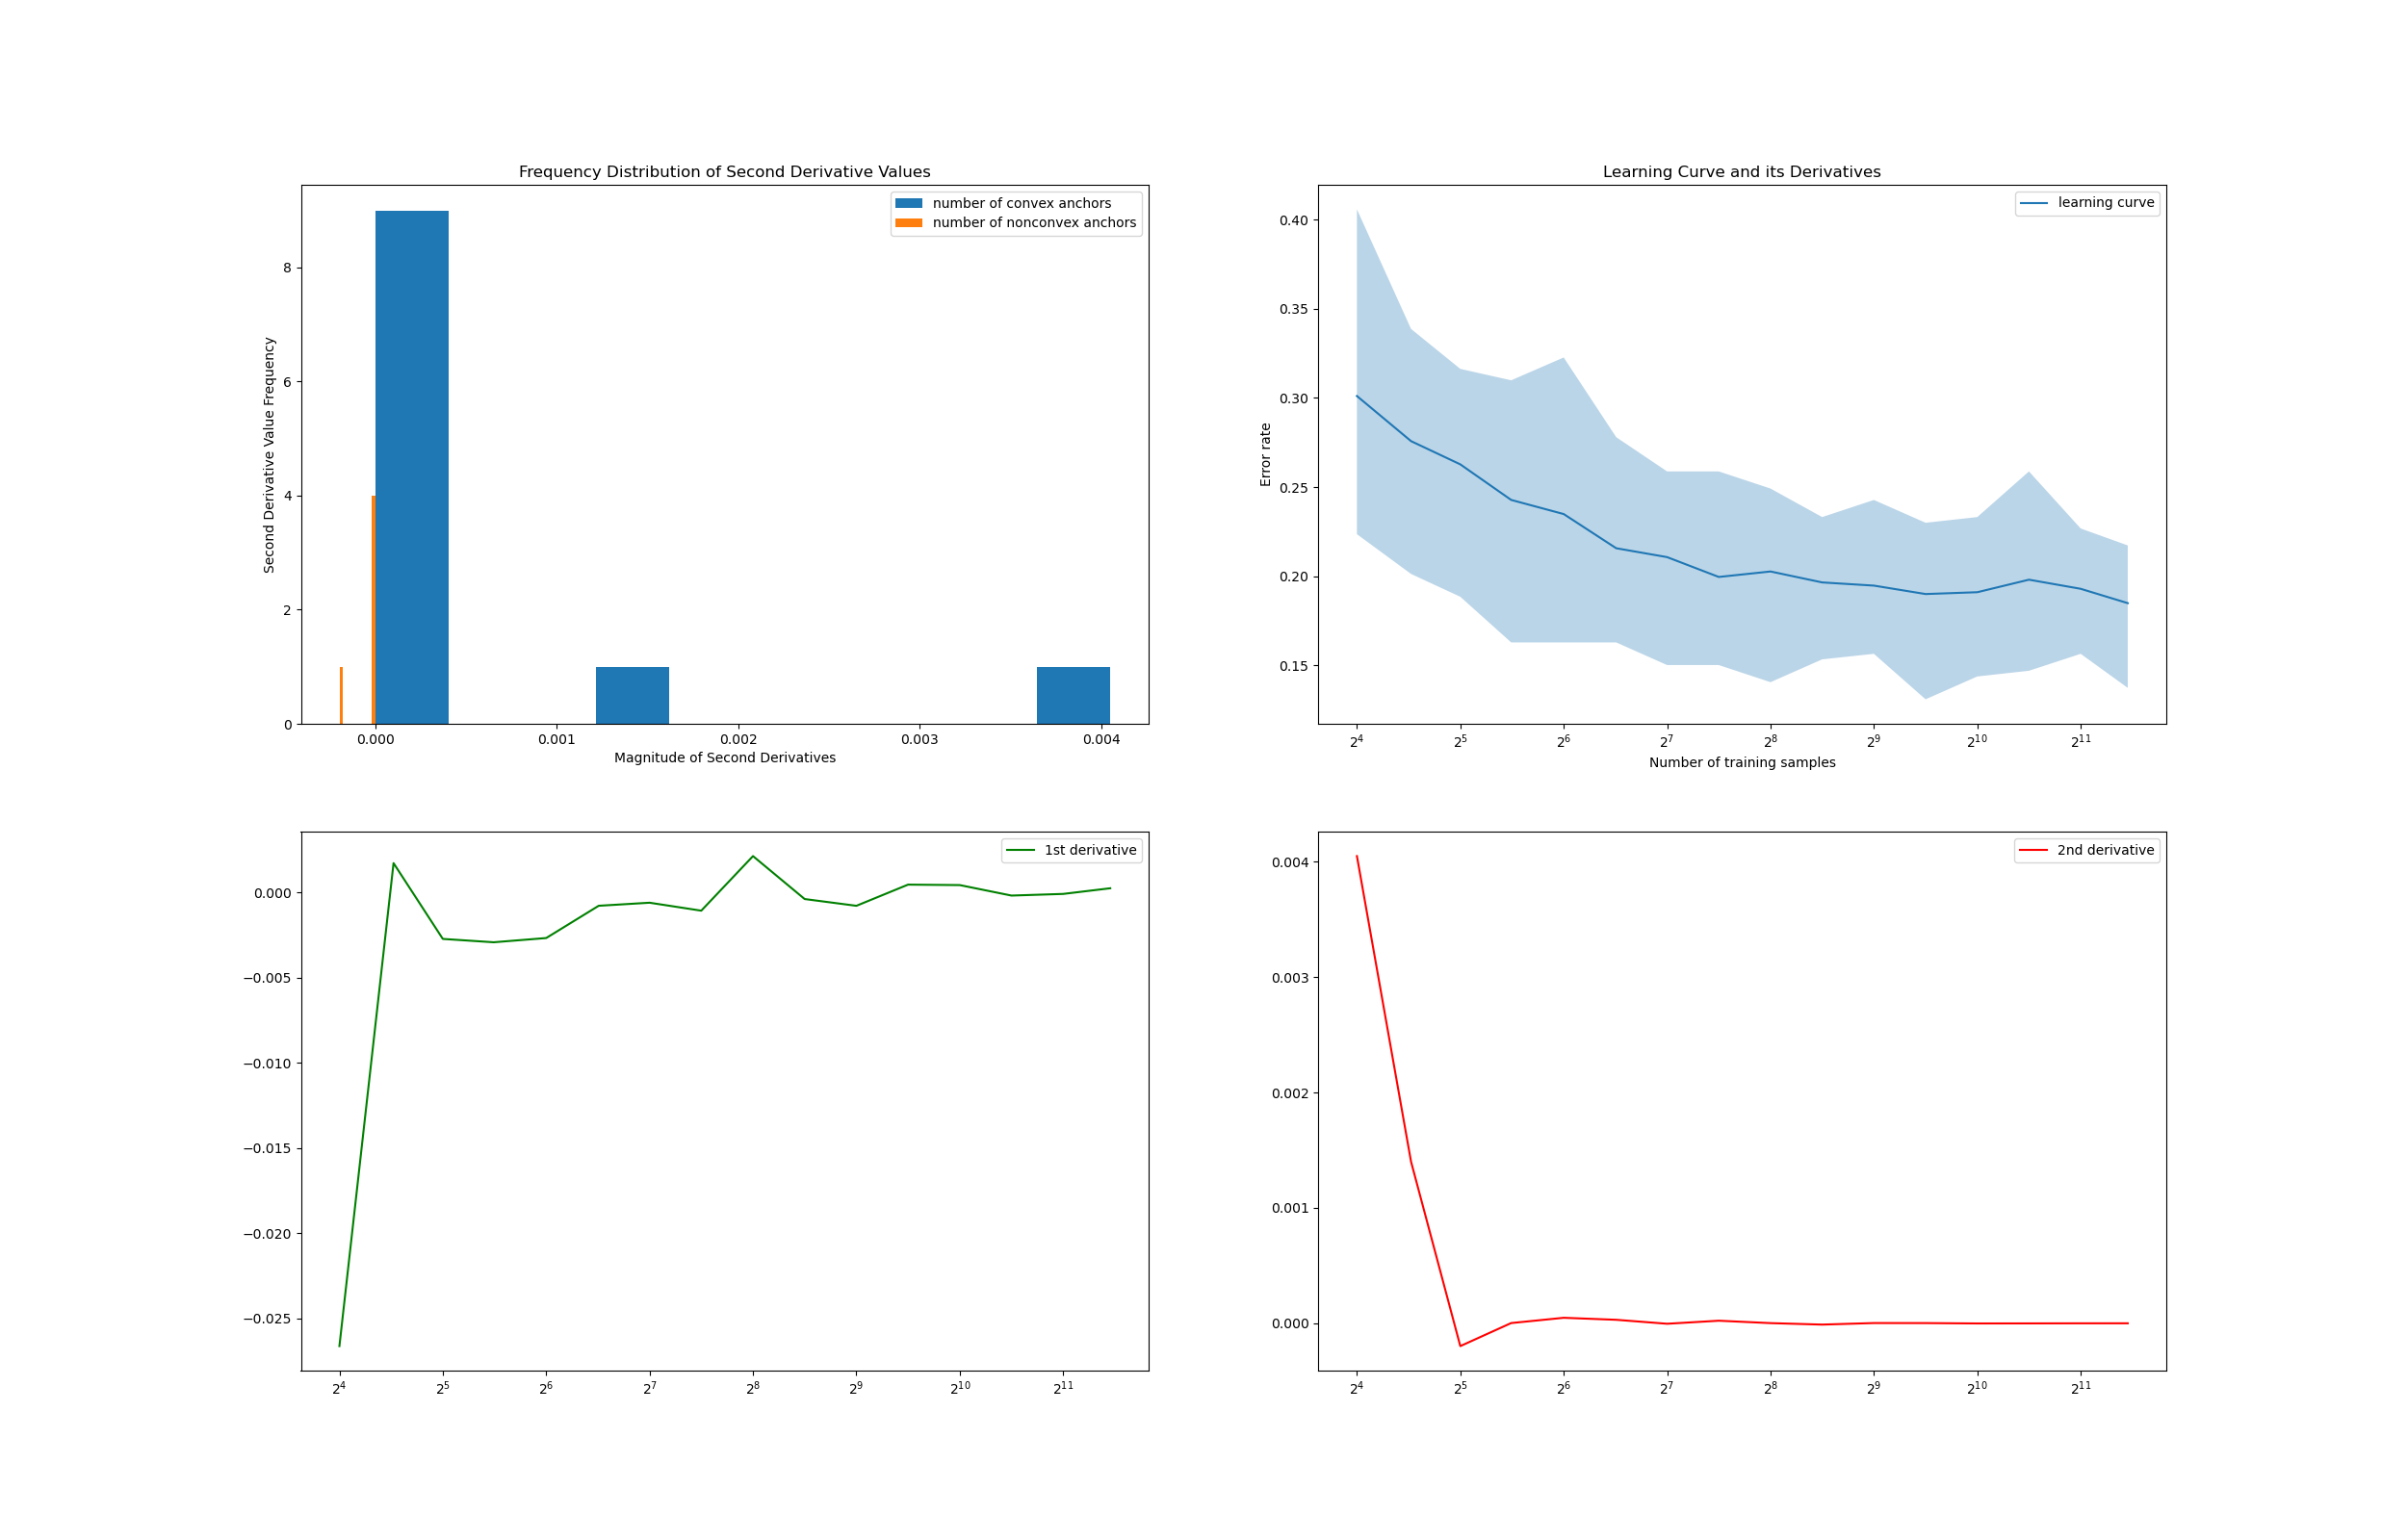 Frequency Distribution of Second Derivative Values
number of convex anchors
number of nonconvex anchors
Second Derivative Value Frequency
8
6
4
2
0
0.000 0.001 0.002 0.003 0.004
Magnitude of Second Derivatives
Learning Curve and its Derivatives
learning curve
Error rate
0.40
0.35
0.30
0.25
0.20
0.15
2^4 2^5 2^6 2^7 2^8 2^9 2^10 2^11
Number of training samples
1st derivative
0.000
−0.005
−0.010
−0.015
−0.020
−0.025
2^4 2^5 2^6 2^7 2^8 2^9 2^10 2^11
2nd derivative
0.004
0.003
0.002
0.001
0.000
2^4 2^5 2^6 2^7 2^8 2^9 2^10 2^11